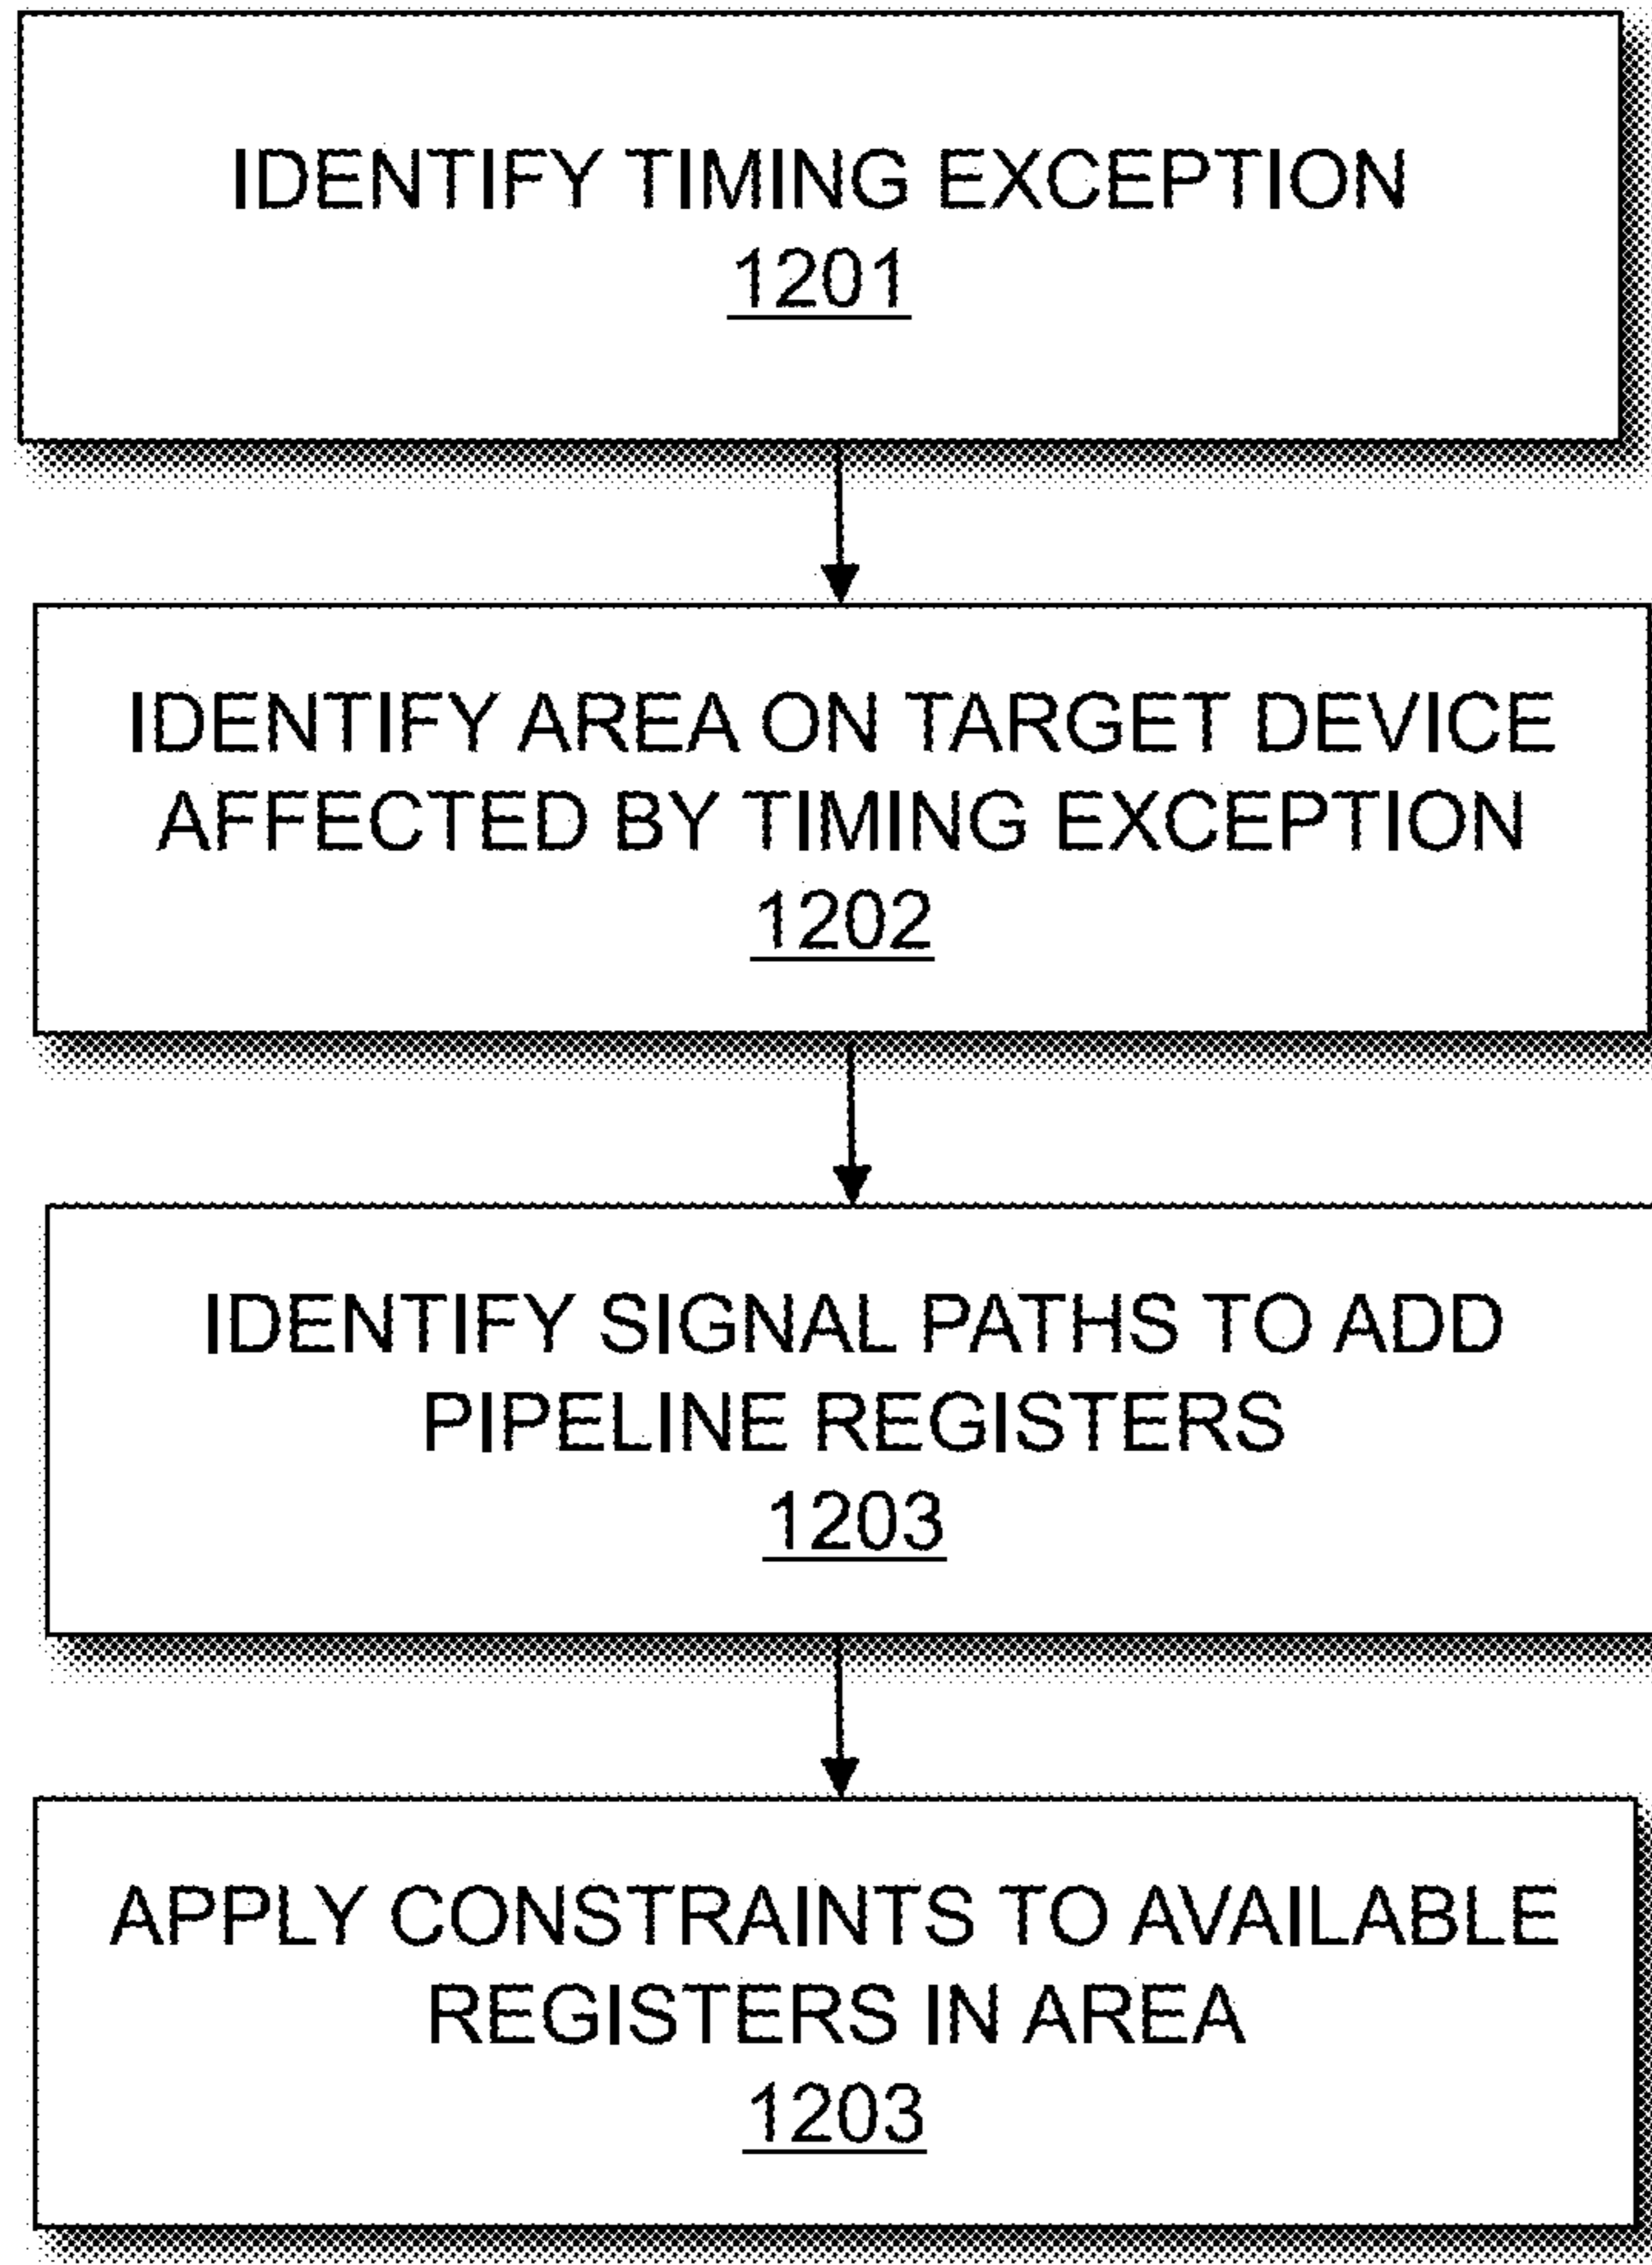 IDENTIFY TIMING EXCEPTION
1201
IDENTIFY AREA ON TARGET DEVICE
AFFECTED BY TIMING EXCEPTION
1202
IDENTIFY SIGNAL PATHS TO ADD
PIPELINE REGISTERS
1203
APPLY CONSTRAINTS TO AVAILABLE
REGISTERS IN AREA
1203